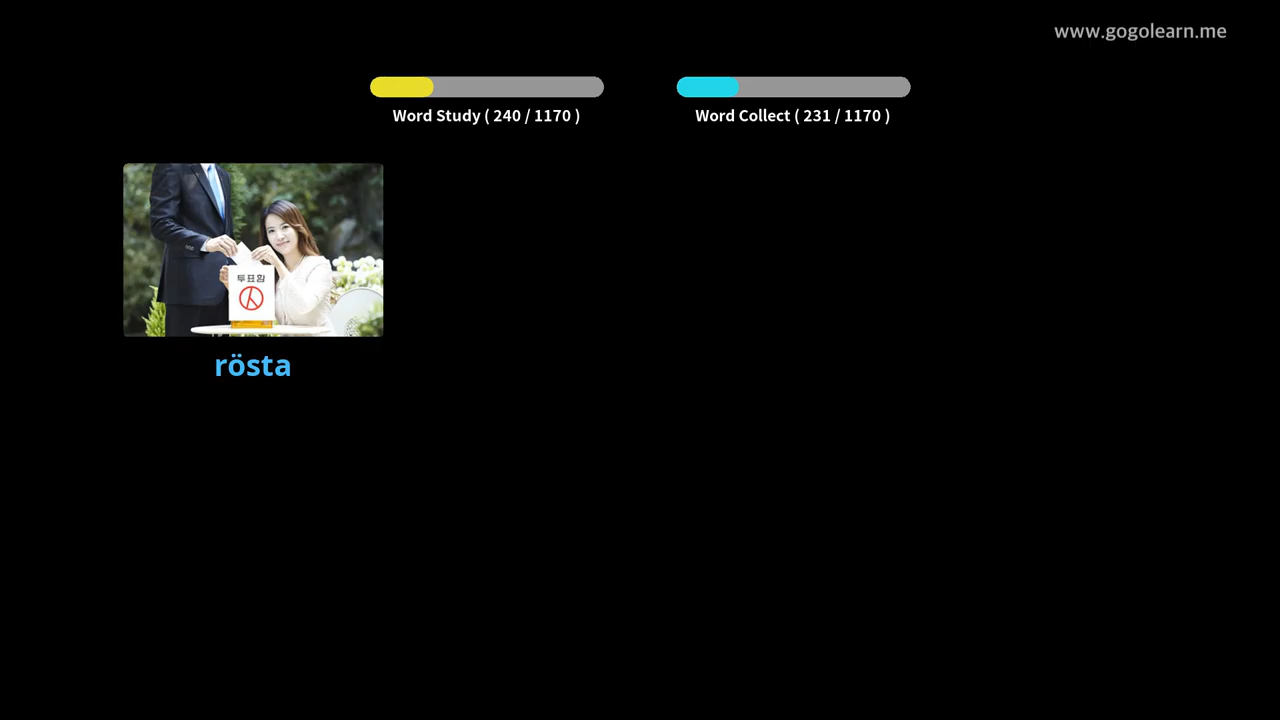 www.gogolearn.me
Word Study ( 240 / 1170 )
Word Collect ( 231 / 1170 )
투표함
rösta